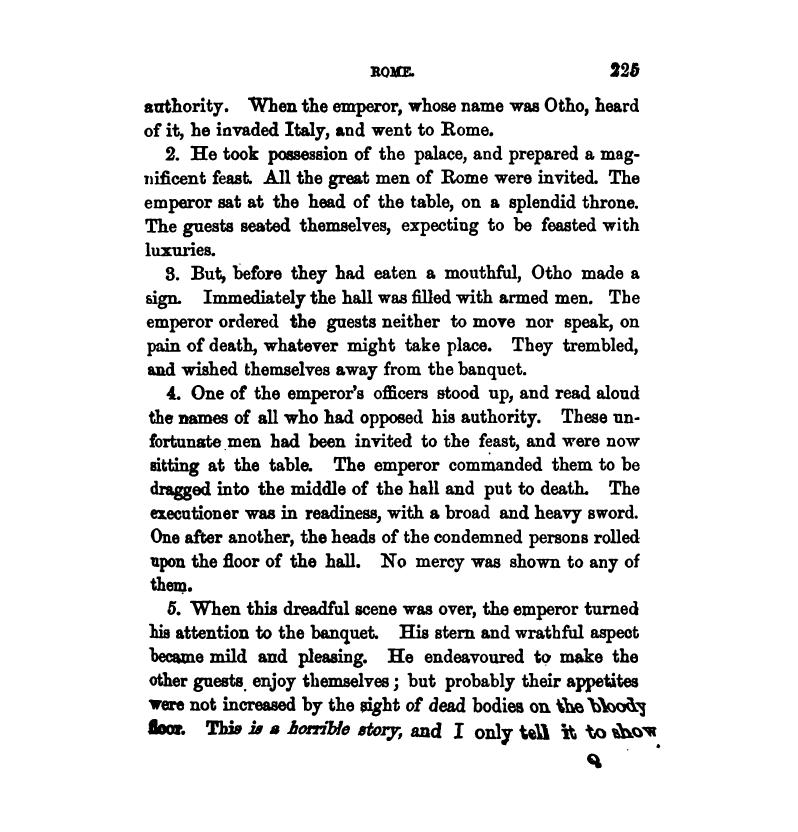 ROME. 225
authority. When the emperor, whose name was Otho, heard
of it, he invaded Italy, and went to Rome.
2. He took possession of the palace, and prepared a mag-
nificent feast. All the great men of Rome were invited. The
emperor sat at the head of the table, on a splendid throne.
The guests seated themselves, expecting to be feasted with
luxuries.
3. But, before they had eaten a mouthful, Otho made a
sign. Immediately the hall was filled with armed men. The
emperor ordered the guests neither to move nor speak, on
pain of death, whatever might take place. They trembled,
and wished themselves away from the banquet.
4. One of the emperor's officers stood up, and read aloud
the names of all who had opposed his authority. These un-
fortunate men had been invited to the feast, and were now
sitting at the table. The emperor commanded them to be
dragged into the middle of the hall and put to death. The
executioner was in readiness, with a broad and heavy sword.
One after another, the heads of the condemned persons rolled
upon the floor of the hall. No mercy was shown to any of
them.
5. When this dreadful scene was over, the emperor turned
his attention to the banquet. His stern and wrathful aspect
became mild and pleasing. He endeavoured to make the
other guests enjoy themselves; but probably their appetites
were not increased by the sight of dead bodies on the bloody
floor. This is a horrible story, and I only tell it to show
Q